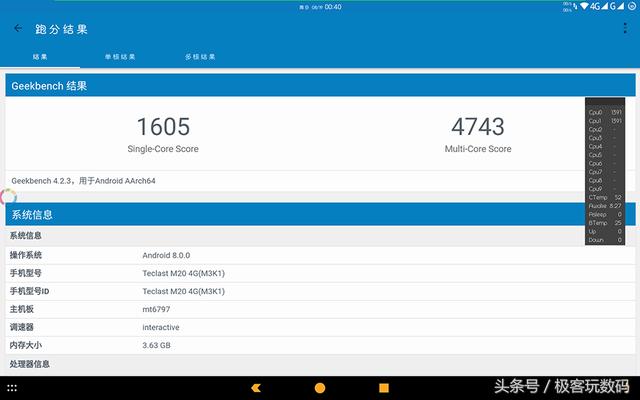 周日 08/19 00:40
0B/s
0B/s
4G G
跑分结果
结果 单核结果 多核结果
Geekbench 结果
1605 4743
Single-Core Score Multi-Core Score
Geekbench 4.2.3，用于Android AArch64
系统信息
系统信息
操作系统 Android 8.0.0
手机型号 Teclast M20 4G(M3K1)
手机型号ID Teclast M20 4G(M3K1)
主机板 mt6797
调速器 interactive
内存大小 3.63 GB
处理器信息
Cpu0 1391
Cpu1 1391
Cpu2 -
Cpu3 -
Cpu4 -
Cpu5 -
Cpu6 -
Cpu7 -
Cpu8 -
Cpu9 -
CTemp 52
Awake 8:27
Asleep 0
BTemp 25
Up 0
Down 0
头条号 / 极客玩数码